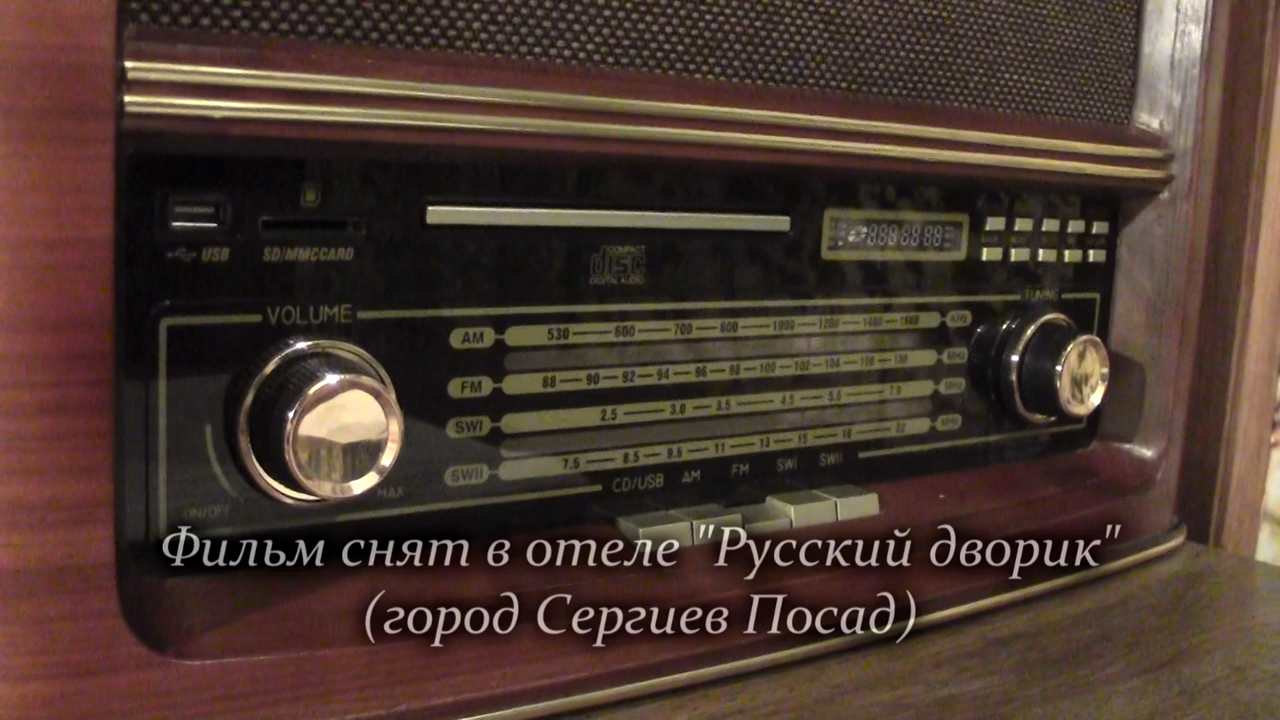 USB
SD/MMCCARD
COMPACT
disc
DIGITAL AUDIO
VOLUME
TUNING
AM 530 600 700 800 1000 1200 1400 1600 KHz
FM 88 90 92 94 96 98 100 102 104 106 108 MHz
SWI 2.5 3.0 3.5 4.5 5.5 7.0 MHz
SWII 7.5 8.5 9.5 11 13 15 18 22 MHz
CD/USB AM FM SWI SWII
MAX
ON/OFF
Фильм снят в отеле "Русский дворик"
(город Сергиев Посад)